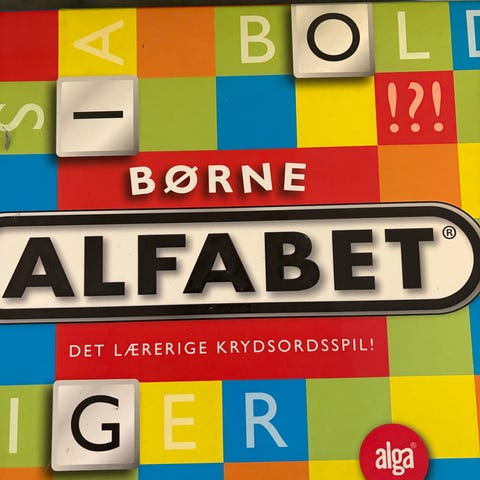 A BOLD
S I !?!
BØRNE
ALFABET®
DET LÆRERIGE KRYDSORDSSPIL!
IGER
alga